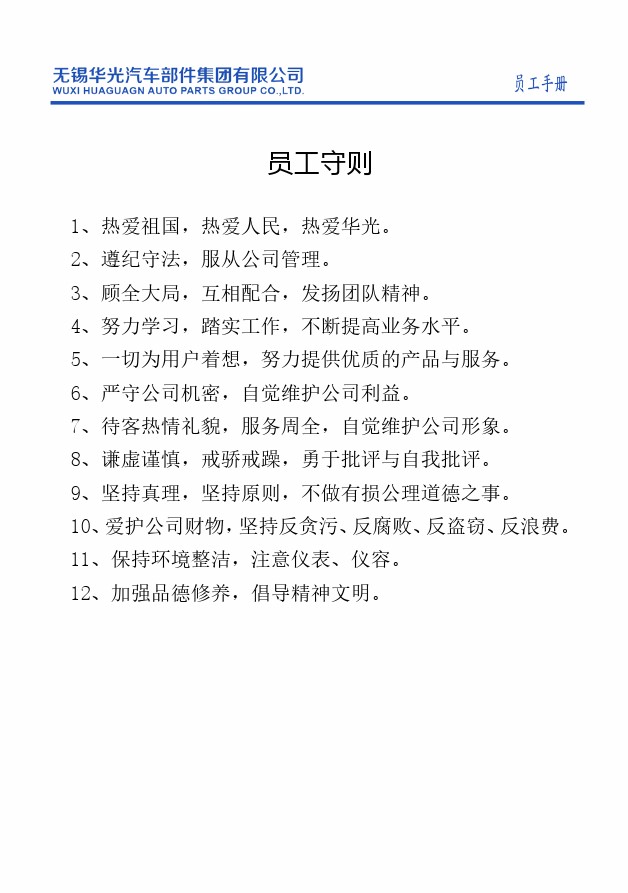 无锡华光汽车部件集团有限公司
WUXI HUAGUAGN AUTO PARTS GROUP CO.,LTD.
员工手册
员工守则
1、热爱祖国，热爱人民，热爱华光。
2、遵纪守法，服从公司管理。
3、顾全大局，互相配合，发扬团队精神。
4、努力学习，踏实工作，不断提高业务水平。
5、一切为用户着想，努力提供优质的产品与服务。
6、严守公司机密，自觉维护公司利益。
7、待客热情礼貌，服务周全，自觉维护公司形象。
8、谦虚谨慎，戒骄戒躁，勇于批评与自我批评。
9、坚持真理，坚持原则，不做有损公理道德之事。
10、爱护公司财物，坚持反贪污、反腐败、反盗窃、反浪费。
11、保持环境整洁，注意仪表、仪容。
12、加强品德修养，倡导精神文明。